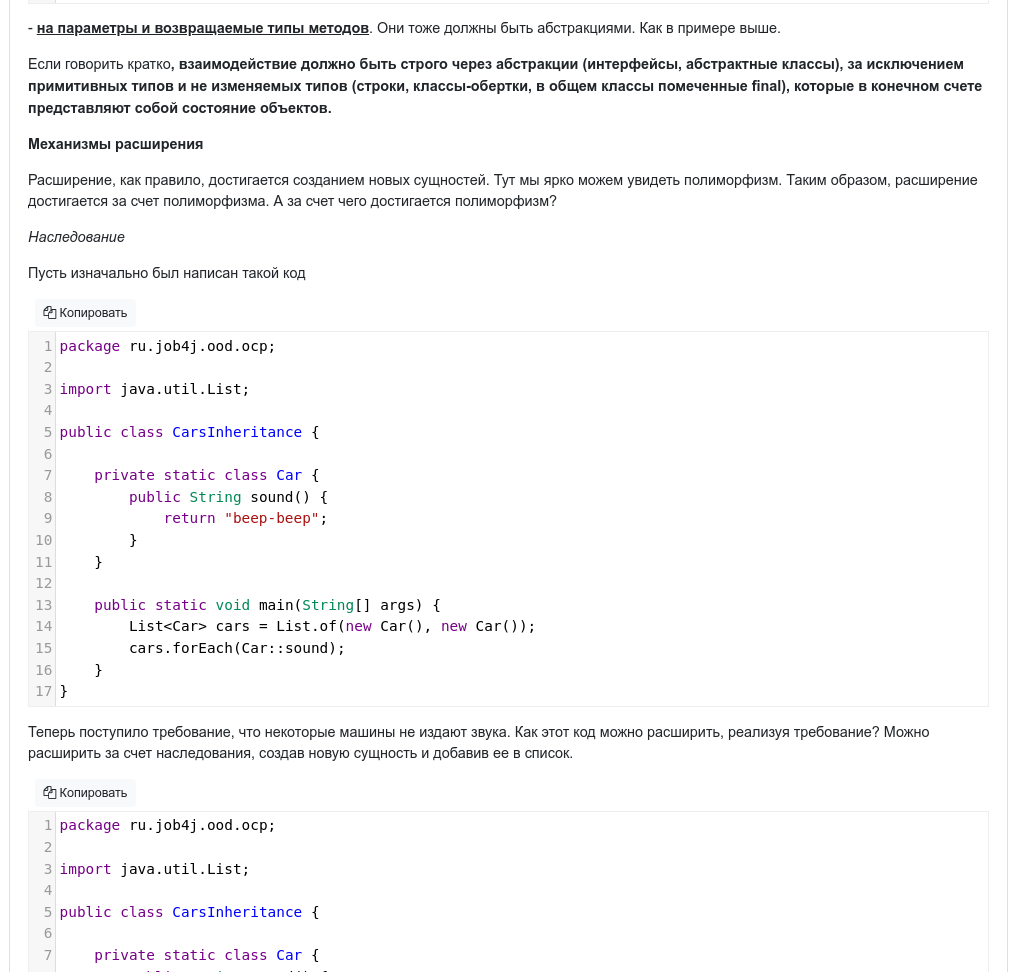 - на параметры и возвращаемые типы методов. Они тоже должны быть абстракциями. Как в примере выше.
Если говорить кратко, взаимодействие должно быть строго через абстракции (интерфейсы, абстрактные классы), за исключением
примитивных типов и не изменяемых типов (строки, классы-обертки, в общем классы помеченные final), которые в конечном счете
представляют собой состояние объектов.
Механизмы расширения
Расширение, как правило, достигается созданием новых сущностей. Тут мы ярко можем увидеть полиморфизм. Таким образом, расширение
достигается за счет полиморфизма. А за счет чего достигается полиморфизм?
Наследование
Пусть изначально был написан такой код
Копировать
1 package ru.job4j.ood.ocp;
2
3 import java.util.List;
4
5 public class CarsInheritance {
6
7     private static class Car {
8         public String sound() {
9             return "beep-beep";
10         }
11     }
12
13     public static void main(String[] args) {
14         List<Car> cars = List.of(new Car(), new Car());
15         cars.forEach(Car::sound);
16     }
17 }
Теперь поступило требование, что некоторые машины не издают звука. Как этот код можно расширить, реализуя требование? Можно
расширить за счет наследования, создав новую сущность и добавив ее в список.
Копировать
1 package ru.job4j.ood.ocp;
2
3 import java.util.List;
4
5 public class CarsInheritance {
6
7     private static class Car {